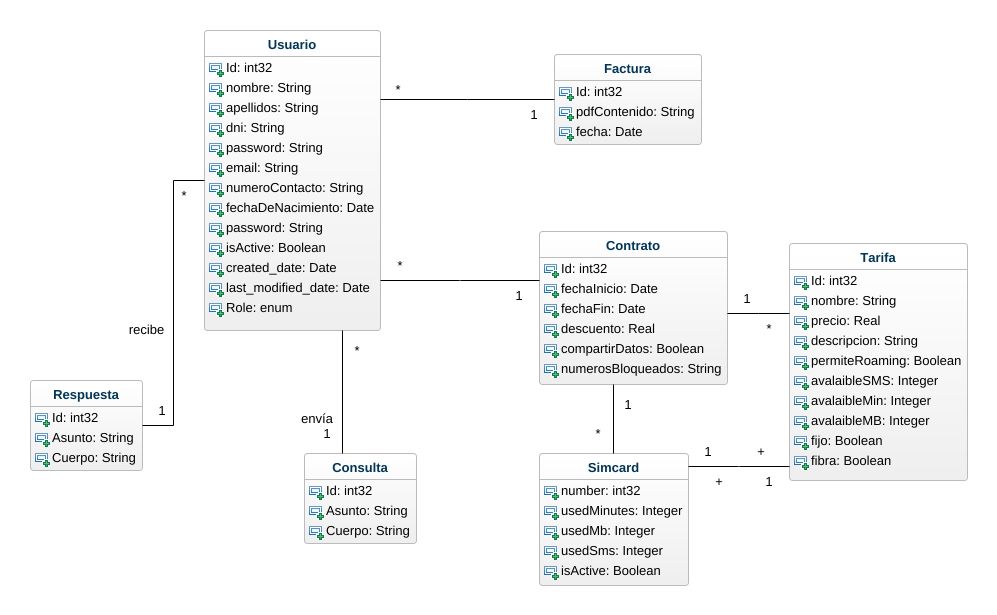 Usuario
Id: int32
nombre: String
apellidos: String
dni: String
password: String
email: String
numeroContacto: String
fechaDeNacimiento: Date
password: String
isActive: Boolean
created_date: Date
last_modified_date: Date
Role: enum
*
1
Factura
Id: int32
pdfContenido: String
fecha: Date
*
1
Contrato
Id: int32
fechaInicio: Date
fechaFin: Date
descuento: Real
compartirDatos: Boolean
numerosBloqueados: String
1
*
Tarifa
Id: int32
nombre: String
precio: Real
descripcion: String
permiteRoaming: Boolean
avalaibleSMS: Integer
avalaibleMin: Integer
avalaibleMB: Integer
fijo: Boolean
fibra: Boolean
*
recibe
1
Respuesta
Id: int32
Asunto: String
Cuerpo: String
*
envía
1
Consulta
Id: int32
Asunto: String
Cuerpo: String
1
*
Simcard
number: int32
usedMinutes: Integer
usedMb: Integer
usedSms: Integer
isActive: Boolean
1 +
+ 1